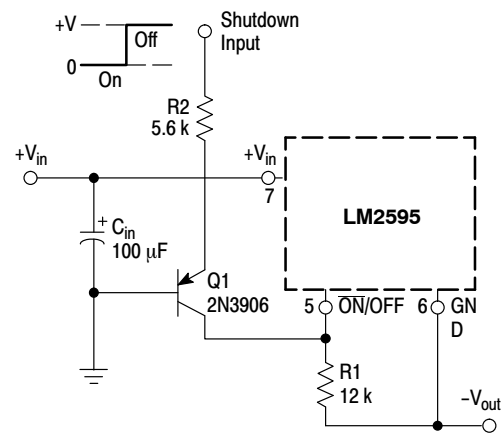 +V
Off
0
On
Shutdown
Input
R2
5.6 k
+Vin
+Vin
7
LM2595
+
Cin
100 µF
Q1
2N3906
5
ON/OFF
6
GN
D
R1
12 k
–Vout